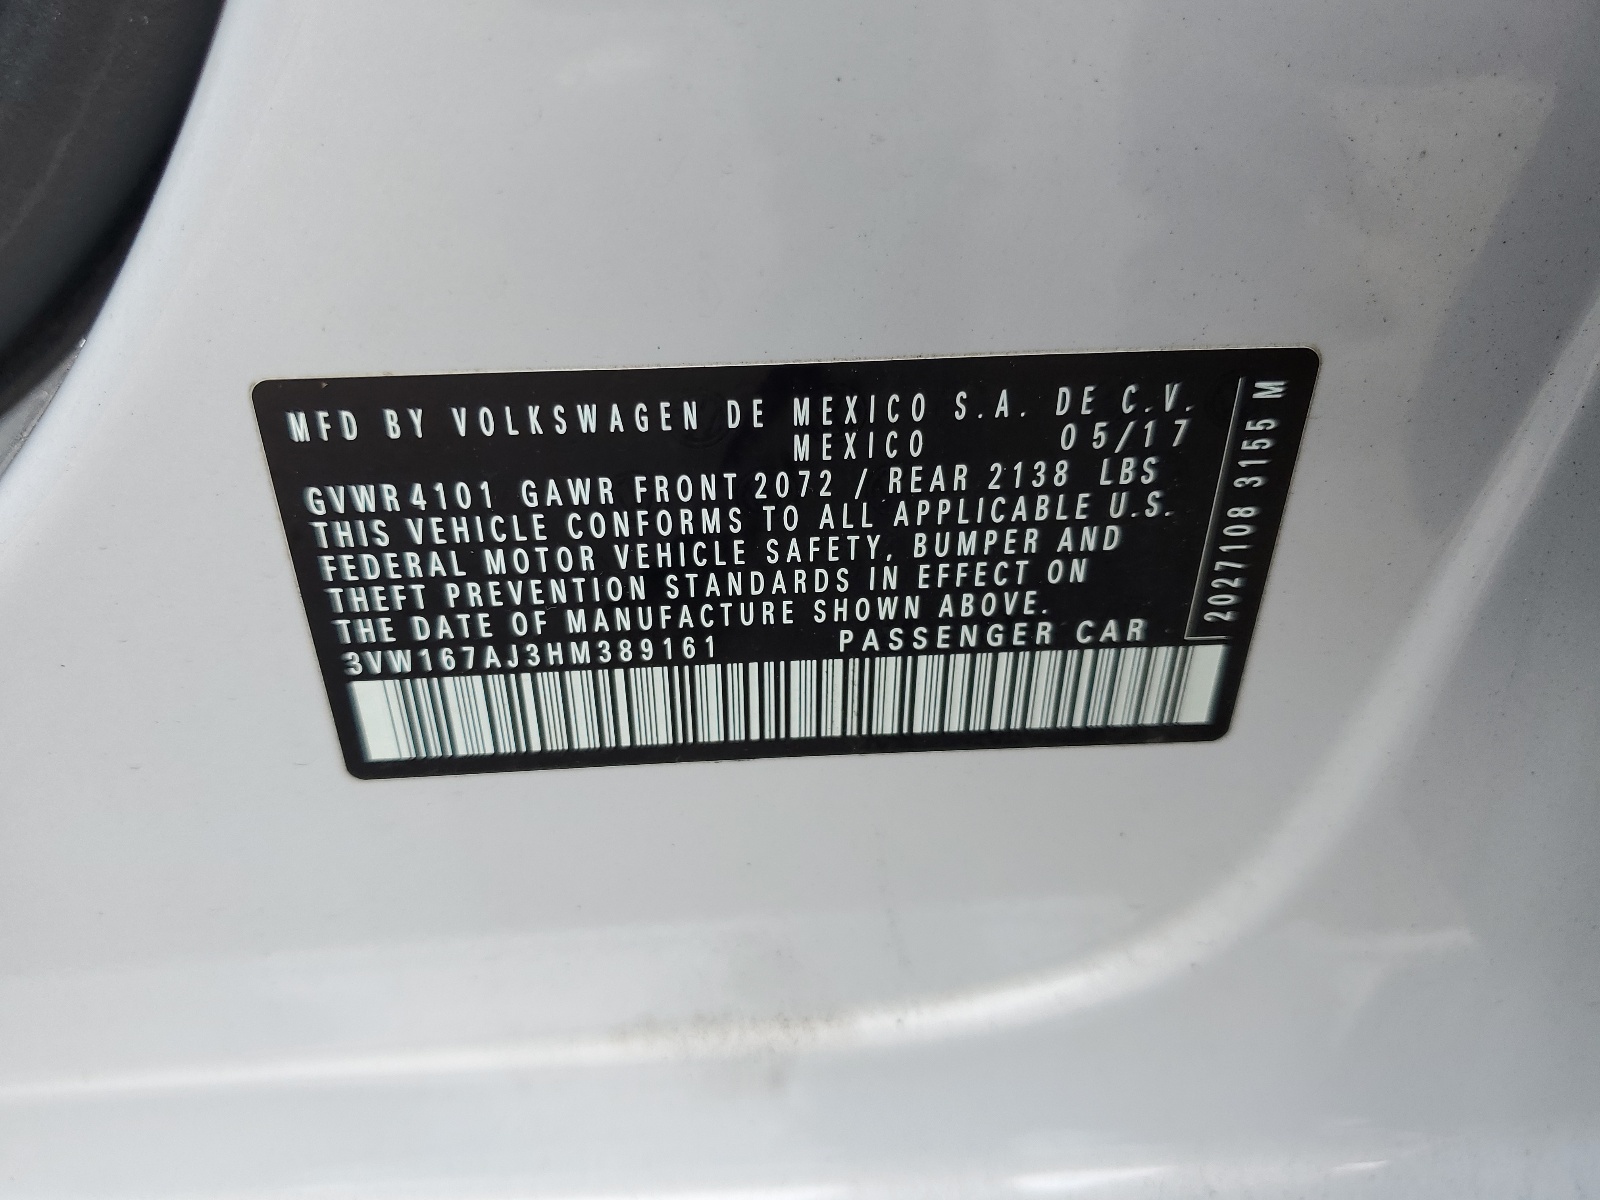 MFD BY VOLKSWAGEN DE MEXICO S.A. DE C.V.
MEXICO 05/17
GVWR 4101 GAWR FRONT 2072 / REAR 2138 LBS
THIS VEHICLE CONFORMS TO ALL APPLICABLE U.S.
FEDERAL MOTOR VEHICLE SAFETY, BUMPER AND
THEFT PREVENTION STANDARDS IN EFFECT ON
THE DATE OF MANUFACTURE SHOWN ABOVE.
3VW167AJ3HM389161 PASSENGER CAR
2027108 3155 M